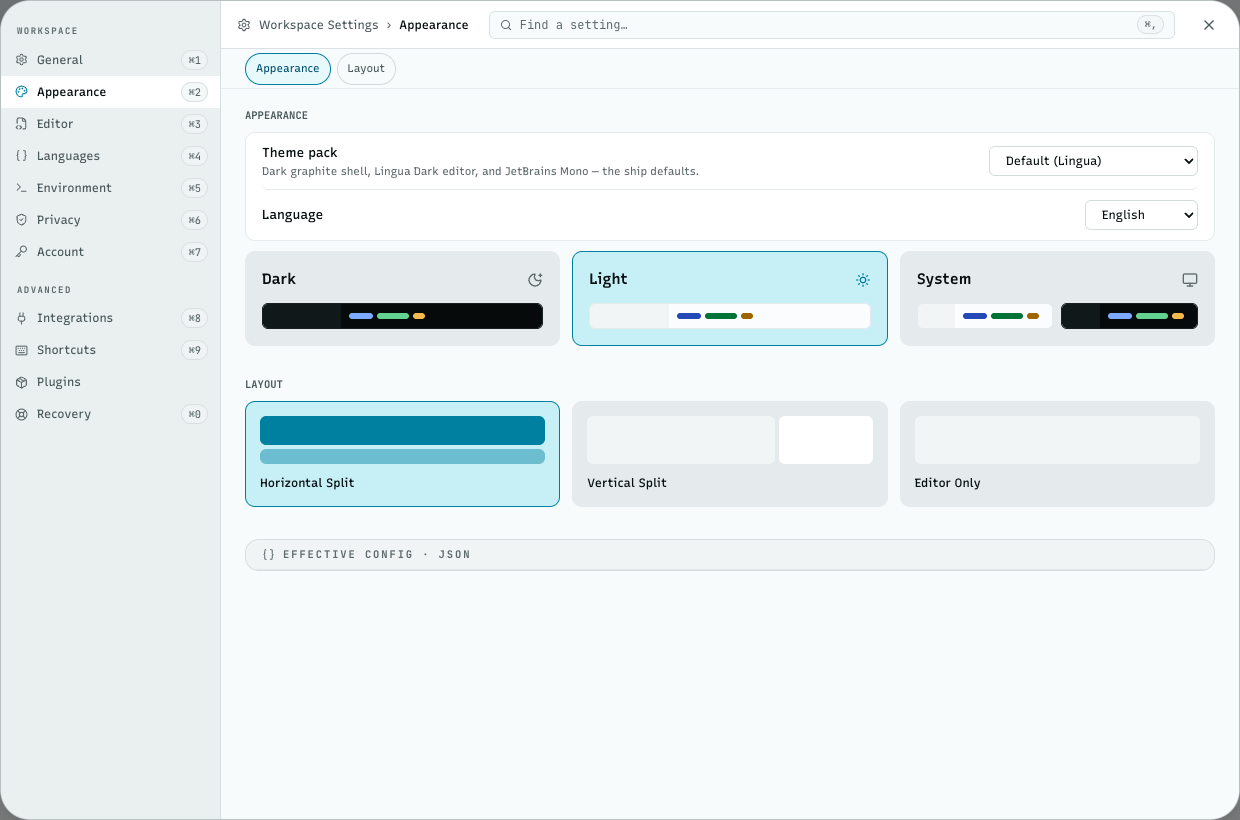 WORKSPACE
General ⌘1
Appearance ⌘2
Editor ⌘3
Languages ⌘4
Environment ⌘5
Privacy ⌘6
Account ⌘7
ADVANCED
Integrations ⌘8
Shortcuts ⌘9
Plugins
Recovery ⌘0
Workspace Settings › Appearance
Find a setting… ⌘,
Appearance Layout
APPEARANCE
Theme pack
Dark graphite shell, Lingua Dark editor, and JetBrains Mono — the ship defaults.
Default (Lingua)
Language
English
Dark
Light
System
LAYOUT
Horizontal Split
Vertical Split
Editor Only
{} EFFECTIVE CONFIG · JSON